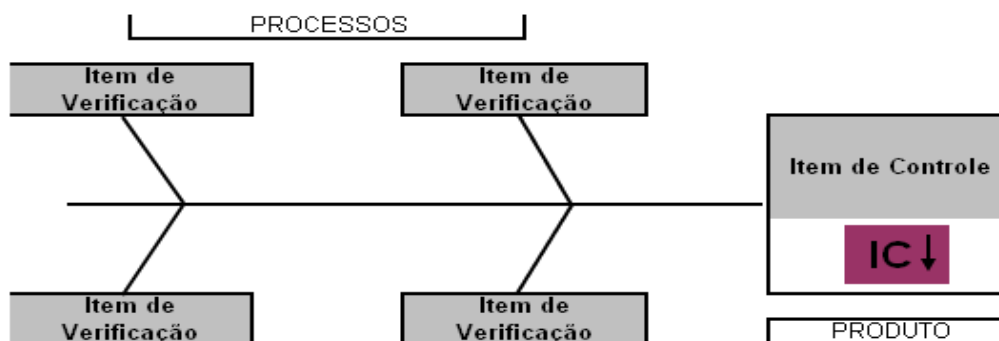 PROCESSOS
Item de
Verificação
Item de
Verificação
Item de Controle
IC↓
Item de
Verificação
Item de
Verificação
PRODUTO